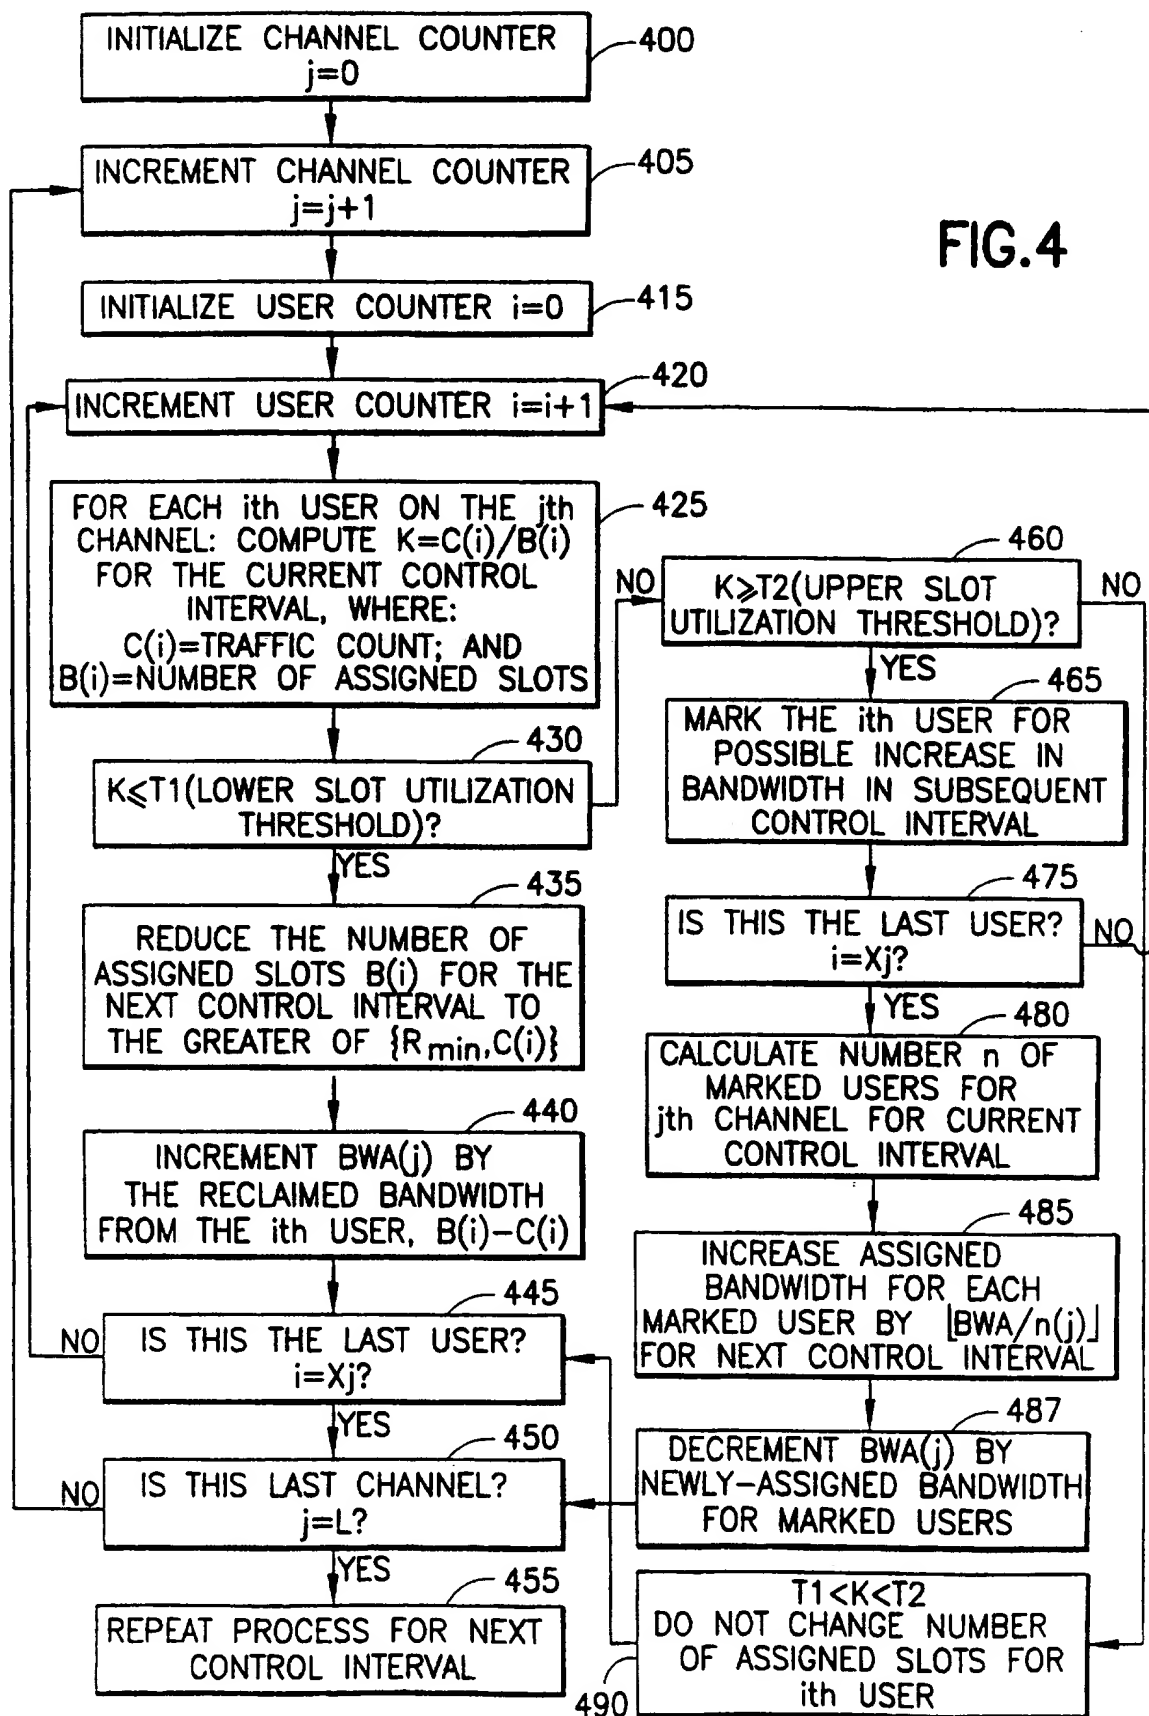 INITIALIZE CHANNEL COUNTER
j=0
400
INCREMENT CHANNEL COUNTER
j=j+1
405
FIG.4
INITIALIZE USER COUNTER i=0
415
INCREMENT USER COUNTER i=i+1
420
FOR EACH ith USER ON THE jth
CHANNEL: COMPUTE K=C(i)/B(i)
FOR THE CURRENT CONTROL
INTERVAL, WHERE:
C(i)=TRAFFIC COUNT; AND
B(i)=NUMBER OF ASSIGNED SLOTS
425
430
K⩽T1(LOWER SLOT UTILIZATION
THRESHOLD)?
NO
YES
435
REDUCE THE NUMBER OF
ASSIGNED SLOTS B(i) FOR THE
NEXT CONTROL INTERVAL TO
THE GREATER OF {Rmin,C(i)}
440
INCREMENT BWA(j) BY
THE RECLAIMED BANDWIDTH
FROM THE ith USER, B(i)-C(i)
445
IS THIS THE LAST USER?
i=Xj?
NO
YES
450
IS THIS LAST CHANNEL?
j=L?
NO
YES
455
REPEAT PROCESS FOR NEXT
CONTROL INTERVAL
460
K⩾T2(UPPER SLOT
UTILIZATION THRESHOLD)?
NO
YES
465
MARK THE ith USER FOR
POSSIBLE INCREASE IN
BANDWIDTH IN SUBSEQUENT
CONTROL INTERVAL
475
IS THIS THE LAST USER?
i=Xj?
NO
YES
480
CALCULATE NUMBER n OF
MARKED USERS FOR
jth CHANNEL FOR CURRENT
CONTROL INTERVAL
485
INCREASE ASSIGNED
BANDWIDTH FOR EACH
MARKED USER BY ⌊BWA/n(j)⌋
FOR NEXT CONTROL INTERVAL
487
DECREMENT BWA(j) BY
NEWLY-ASSIGNED BANDWIDTH
FOR MARKED USERS
T1<K<T2
DO NOT CHANGE NUMBER
OF ASSIGNED SLOTS FOR
ith USER
490